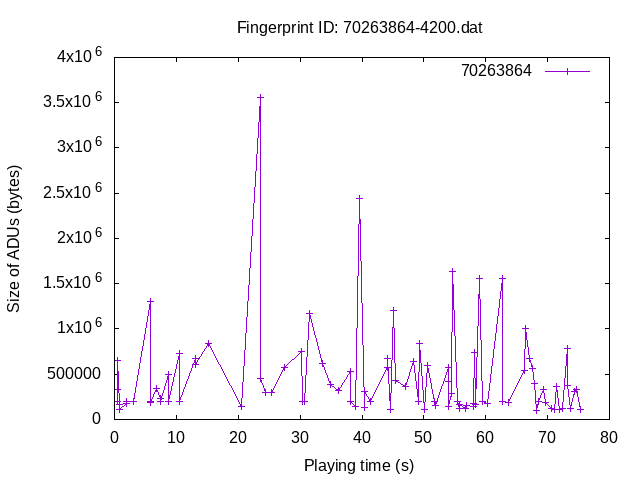 Fingerprint ID: 70263864-4200.dat
70263864
4x10^6
3.5x10^6
3x10^6
2.5x10^6
2x10^6
1.5x10^6
1x10^6
500000
0
Size of ADUs (bytes)
0 10 20 30 40 50 60 70 80
Playing time (s)